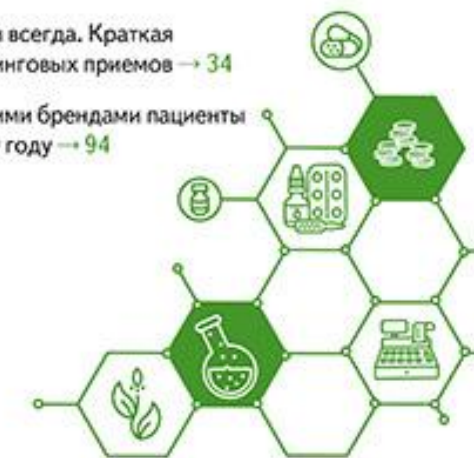 всегда. Краткая
инговых приемов → 34
ими брендами пациенты
году → 94